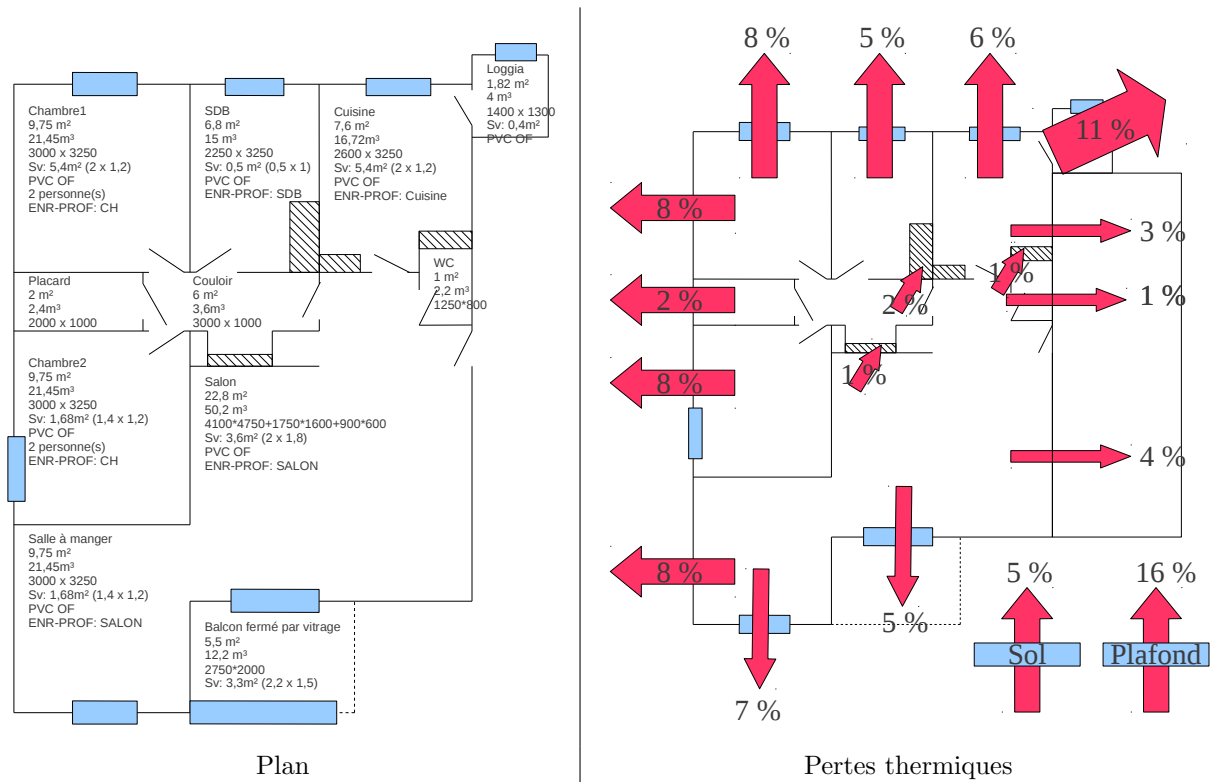 Loggia
1,82 m²
4 m³
1400 x 1300
Sv: 0,4m²
PVC OF
Chambre1
9,75 m²
21,45m³
3000 x 3250
Sv: 5,4m² (2 x 1,2)
PVC OF
2 personne(s)
ENR-PROF: CH
SDB
6,8 m²
15 m³
2250 x 3250
Sv: 0,5 m² (0,5 x 1)
PVC OF
ENR-PROF: SDB
Cuisine
7,6 m²
16,72m³
2600 x 3250
Sv: 5,4m² (2 x 1,2)
PVC OF
ENR-PROF: Cuisine
WC
1 m²
2,2 m³
1250*800
Placard
2 m²
2,4m³
2000 x 1000
Couloir
6 m²
3,6m³
3000 x 1000
Chambre2
9,75 m²
21,45m³
3000 x 3250
Sv: 1,68m² (1,4 x 1,2)
PVC OF
2 personne(s)
ENR-PROF: CH
Salon
22,8 m²
50,2 m³
4100*4750+1750*1600+900*600
Sv: 3,6m² (2 x 1,8)
PVC OF
ENR-PROF: SALON
Salle à manger
9,75 m²
21,45m³
3000 x 3250
Sv: 1,68m² (1,4 x 1,2)
PVC OF
ENR-PROF: SALON
Balcon fermé par vitrage
5,5 m²
12,2 m³
2750*2000
Sv: 3,3m² (2,2 x 1,5)
Plan
8 %
5 %
6 %
11 %
8 %
3 %
1 %
2 %
2 %
1 %
1 %
8 %
4 %
8 %
5 %
7 %
5 %
16 %
Sol
Plafond
Pertes thermiques